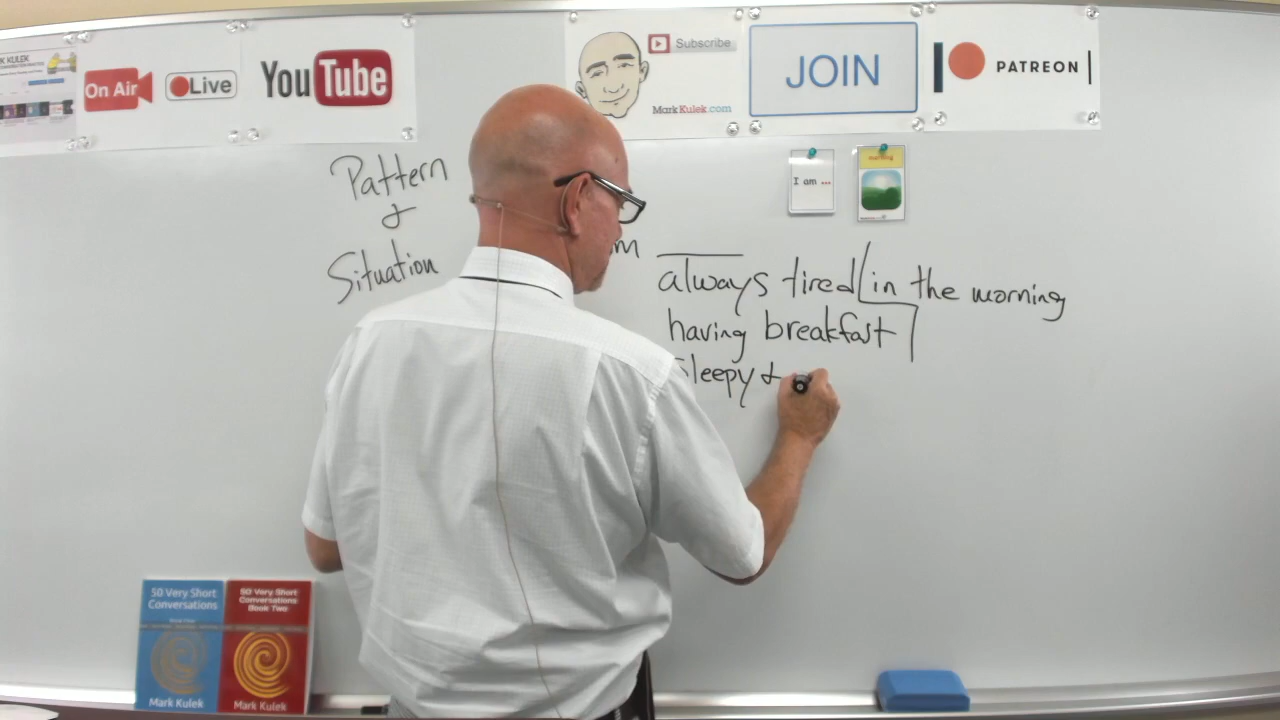 K KULEK
On Air
Live
YouTube
Subscribe
MarkKulek.com
JOIN
PATREON
I am ...
morning
Pattern
&
Situation
m
always tired in the morning
having breakfast
sleepy &
50 Very Short
Conversations
Mark Kulek
50 Very Short
Conversations
Book Two
Mark Kulek